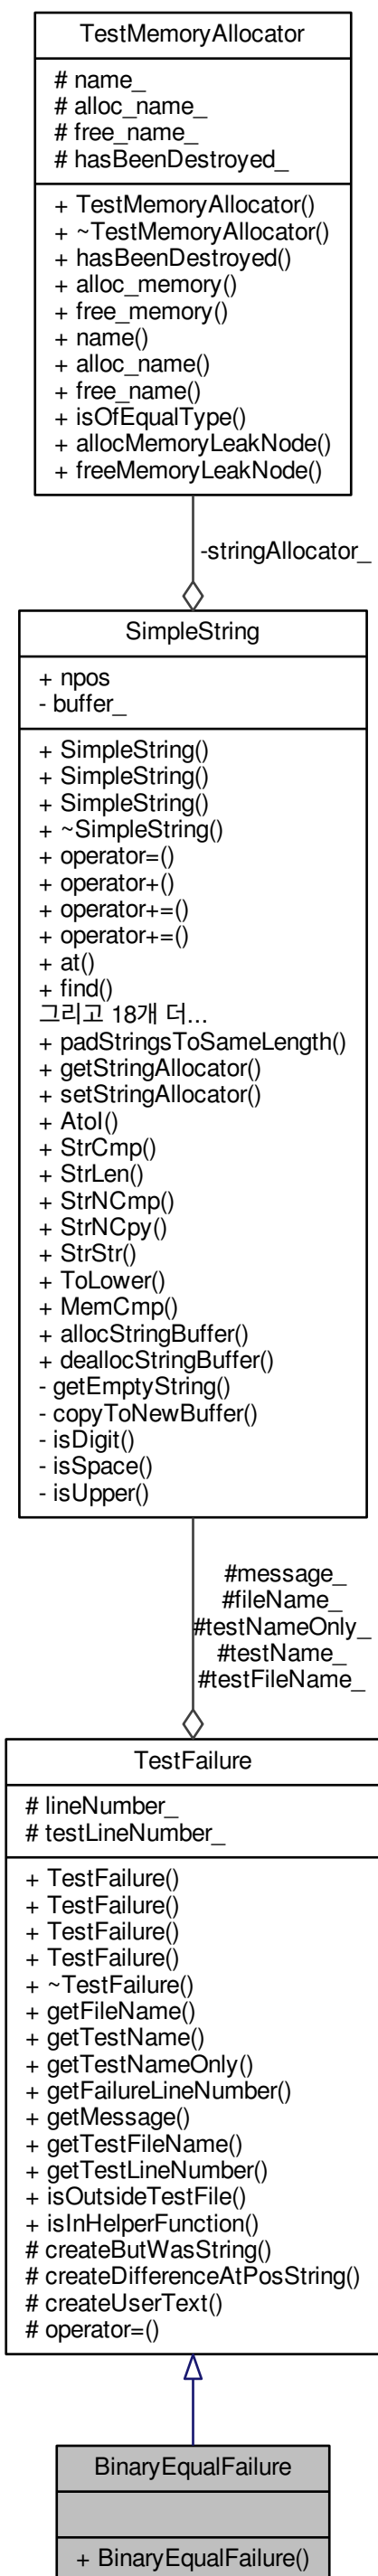 TestMemoryAllocator
# name_
# alloc_name_
# free_name_
# hasBeenDestroyed_
+ TestMemoryAllocator()
+ ~TestMemoryAllocator()
+ hasBeenDestroyed()
+ alloc_memory()
+ free_memory()
+ name()
+ alloc_name()
+ free_name()
+ isOfEqualType()
+ allocMemoryLeakNode()
+ freeMemoryLeakNode()
-stringAllocator_
SimpleString
+ npos
- buffer_
+ SimpleString()
+ SimpleString()
+ SimpleString()
+ ~SimpleString()
+ operator=()
+ operator+()
+ operator+=()
+ operator+=()
+ at()
+ find()
그리고 18개 더...
+ padStringsToSameLength()
+ getStringAllocator()
+ setStringAllocator()
+ AtoI()
+ StrCmp()
+ StrLen()
+ StrNCmp()
+ StrNCpy()
+ StrStr()
+ ToLower()
+ MemCmp()
+ allocStringBuffer()
+ deallocStringBuffer()
- getEmptyString()
- copyToNewBuffer()
- isDigit()
- isSpace()
- isUpper()
#message_
#fileName_
#testNameOnly_
#testName_
#testFileName_
TestFailure
# lineNumber_
# testLineNumber_
+ TestFailure()
+ TestFailure()
+ TestFailure()
+ TestFailure()
+ ~TestFailure()
+ getFileName()
+ getTestName()
+ getTestNameOnly()
+ getFailureLineNumber()
+ getMessage()
+ getTestFileName()
+ getTestLineNumber()
+ isOutsideTestFile()
+ isInHelperFunction()
# createButWasString()
# createDifferenceAtPosString()
# createUserText()
# operator=()
BinaryEqualFailure
+ BinaryEqualFailure()